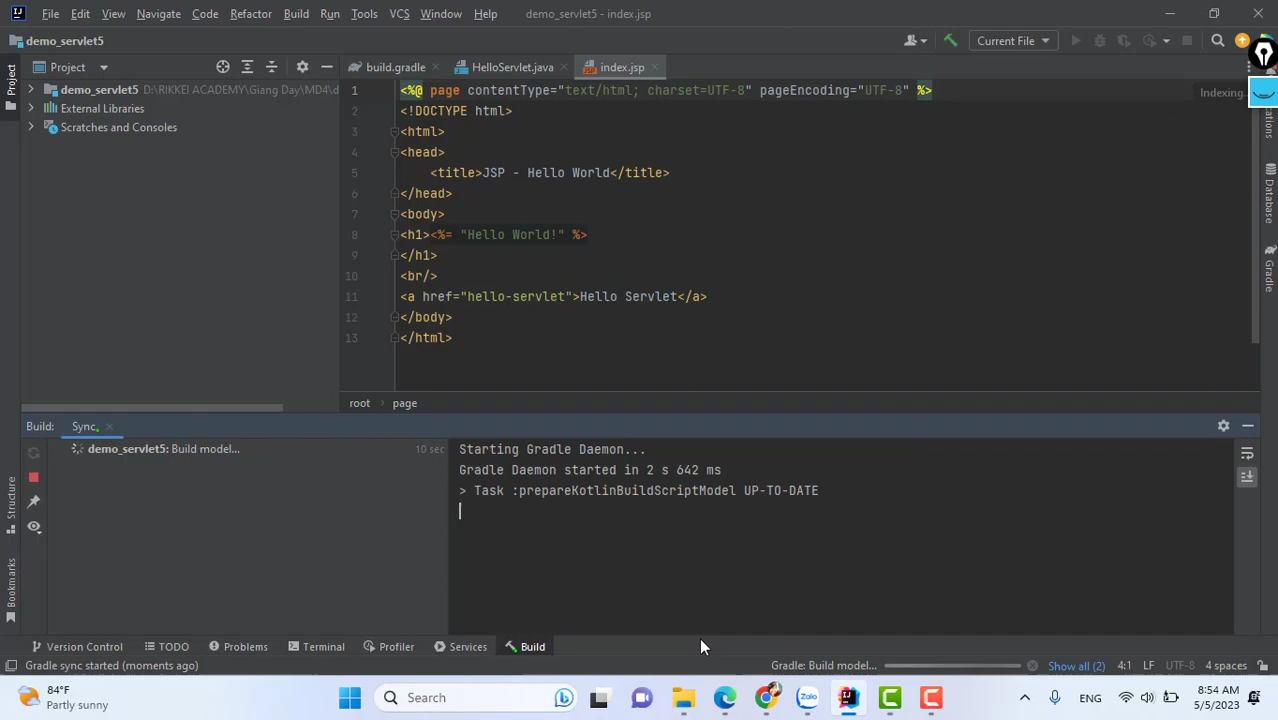 File Edit View Navigate Code Refactor Build Run Tools VCS Window Help demo_servlet5 - index.jsp
demo_servlet5
Current File
Project
build.gradle
HelloServlet.java
index.jsp
Project
demo_servlet5 D:\RIKKEI ACADEMY\Giang Day\MD4\d
External Libraries
Scratches and Consoles
Indexing.
1 <%@ page contentType="text/html; charset=UTF-8" pageEncoding="UTF-8" %>
2 <!DOCTYPE html>
3 <html>
4 <head>
5 <title>JSP - Hello World</title>
6 </head>
7 <body>
8 <h1><%= "Hello World!" %>
9 </h1>
10 <br/>
11 <a href="hello-servlet">Hello Servlet</a>
12 </body>
13 </html>
Database
Gradle
root page
Build: Sync
demo_servlet5: Build model... 10 sec
Starting Gradle Daemon...
Gradle Daemon started in 2 s 642 ms
> Task :prepareKotlinBuildScriptModel UP-TO-DATE
Structure
Bookmarks
Version Control TODO Problems Terminal Profiler Services Build
Gradle sync started (moments ago) Gradle: Build model... Show all (2) 4:1 LF UTF-8 4 spaces
84°F
Partly sunny
Search
Zalo
ENG
8:54 AM
5/5/2023